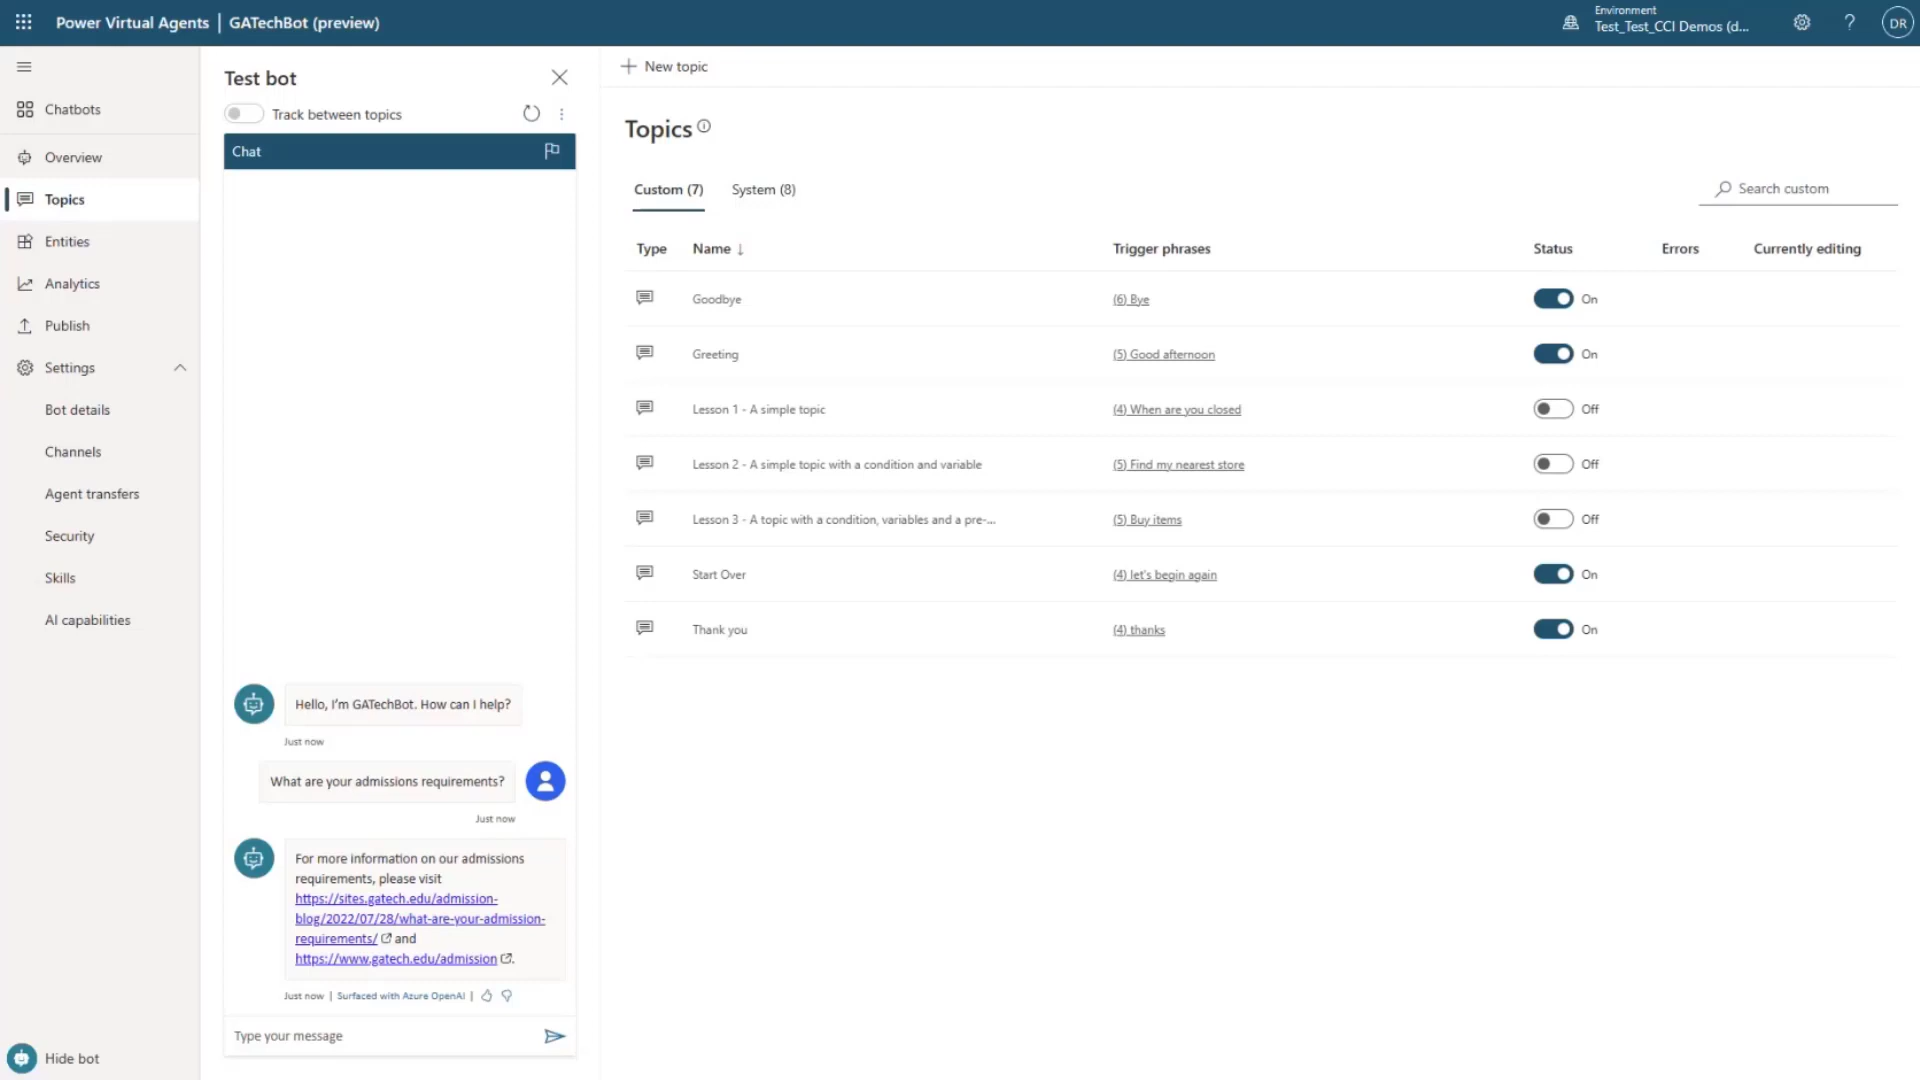 Power Virtual Agents | GATechBot (preview)
Environment
Test_Test_CCI Demos (d...
?
DR
Chatbots
Overview
Topics
Entities
Analytics
Publish
Settings
Bot details
Channels
Agent transfers
Security
Skills
AI capabilities
Hide bot
Test bot
Track between topics
Chat
Hello, I'm GATechBot. How can I help?
Just now
What are your admissions requirements?
Just now
For more information on our admissions
requirements, please visit
https://sites.gatech.edu/admission-
blog/2022/07/28/what-are-your-admission-
requirements/ and
https://www.gatech.edu/admission .
Just now | Surfaced with Azure OpenAI |
Type your message
New topic
Topics
Custom (7) System (8)
Search custom
Type Name ↓ Trigger phrases Status Errors Currently editing
Goodbye (6) Bye On
Greeting (5) Good afternoon On
Lesson 1 - A simple topic (4) When are you closed Off
Lesson 2 - A simple topic with a condition and variable (5) Find my nearest store Off
Lesson 3 - A topic with a condition, variables and a pre-... (5) Buy items Off
Start Over (4) let's begin again On
Thank you (4) thanks On